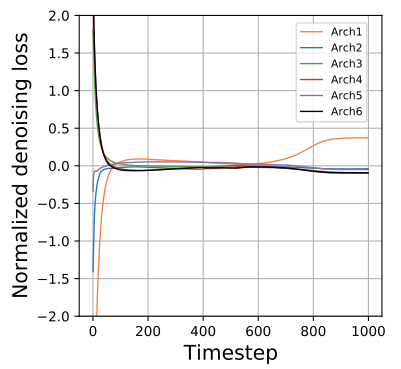 Normalized denoising loss
2.0
1.5
1.0
0.5
0.0
−0.5
−1.0
−1.5
−2.0
Arch1
Arch2
Arch3
Arch4
Arch5
Arch6
0 200 400 600 800 1000
Timestep